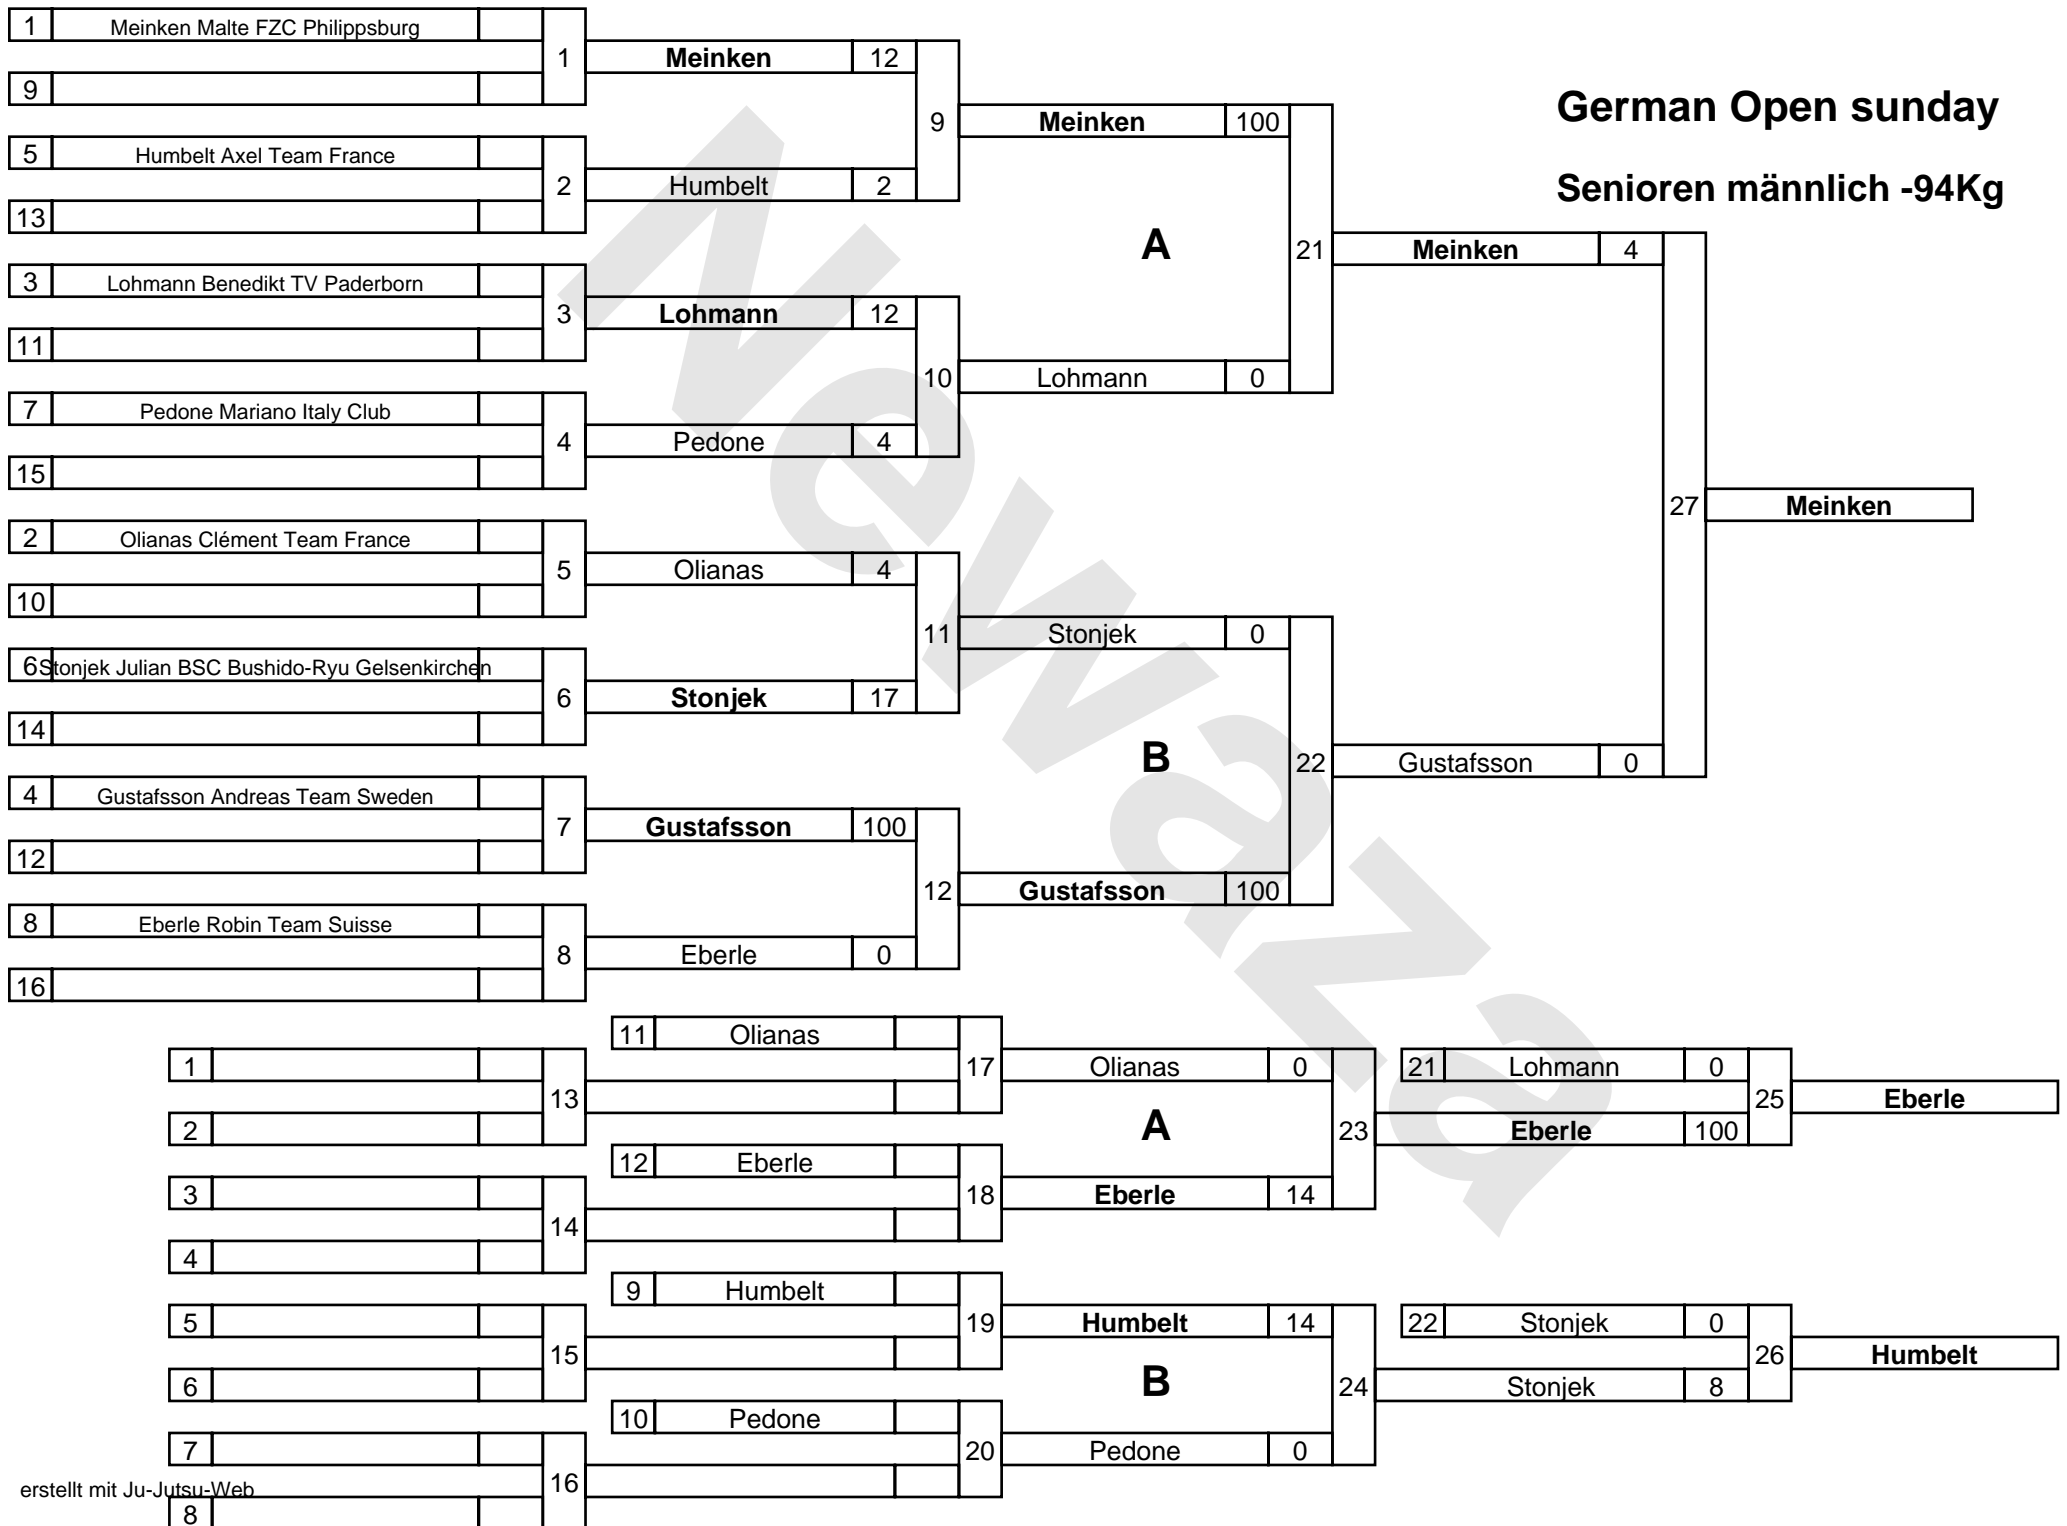 German Open sunday
Senioren männlich -94Kg
1 Meinken Malte FZC Philippsburg
9
1
Meinken 12
5 Humbelt Axel Team France
13
2
Humbelt 2
9
Meinken 100
3 Lohmann Benedikt TV Paderborn
11
3
Lohmann 12
7 Pedone Mariano Italy Club
15
4
Pedone 4
10
Lohmann 0
A
21
Meinken 4
2 Olianas Clément Team France
10
5
Olianas 4
6 Stonjek Julian BSC Bushido-Ryu Gelsenkirchen
14
6
Stonjek 17
11
Stonjek 0
4 Gustafsson Andreas Team Sweden
12
7
Gustafsson 100
8 Eberle Robin Team Suisse
16
8
Eberle 0
12
Gustafsson 100
B
22
Gustafsson 0
27
Meinken
1
2
13
3
4
14
5
6
15
7
8
16
11 Olianas
17
Olianas 0
12 Eberle
18
Eberle 14
A
23
21 Lohmann 0
Eberle 100
25
Eberle
9 Humbelt
19
Humbelt 14
10 Pedone
20
Pedone 0
B
24
22 Stonjek 0
Stonjek 8
26
Humbelt
erstellt mit Ju-Jutsu-Web
Newaza